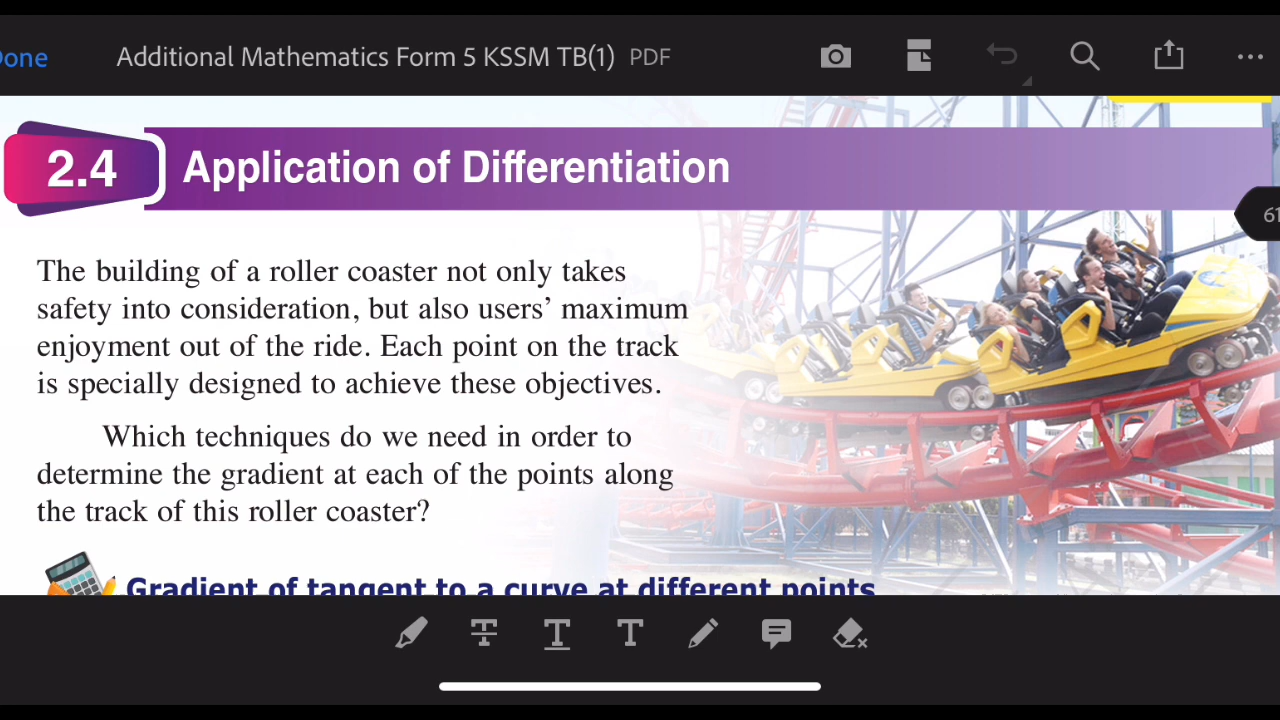 Done
Additional Mathematics Form 5 KSSM TB(1) PDF
2.4 Application of Differentiation
61
The building of a roller coaster not only takes
safety into consideration, but also users’ maximum
enjoyment out of the ride. Each point on the track
is specially designed to achieve these objectives.
Which techniques do we need in order to
determine the gradient at each of the points along
the track of this roller coaster?
Gradient of tangent to a curve at different points